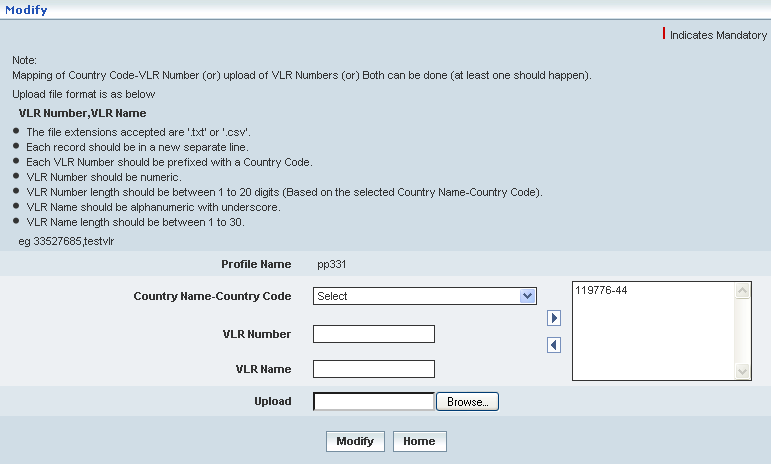 Modify
Indicates Mandatory
Note:
Mapping of Country Code-VLR Number (or) upload of VLR Numbers (or) Both can be done (at least one should happen).
Upload file format is as below
VLR Number,VLR Name
The file extensions accepted are '.txt' or '.csv'.
Each record should be in a new separate line.
Each VLR Number should be prefixed with a Country Code.
VLR Number should be numeric.
VLR Number length should be between 1 to 20 digits (Based on the selected Country Name-Country Code).
VLR Name should be alphanumeric with underscore.
VLR Name length should be between 1 to 30.
eg 33527685,testvlr
Profile Name pp331
Country Name-Country Code Select 119776-44
VLR Number
VLR Name
Upload Browse...
Modify Home